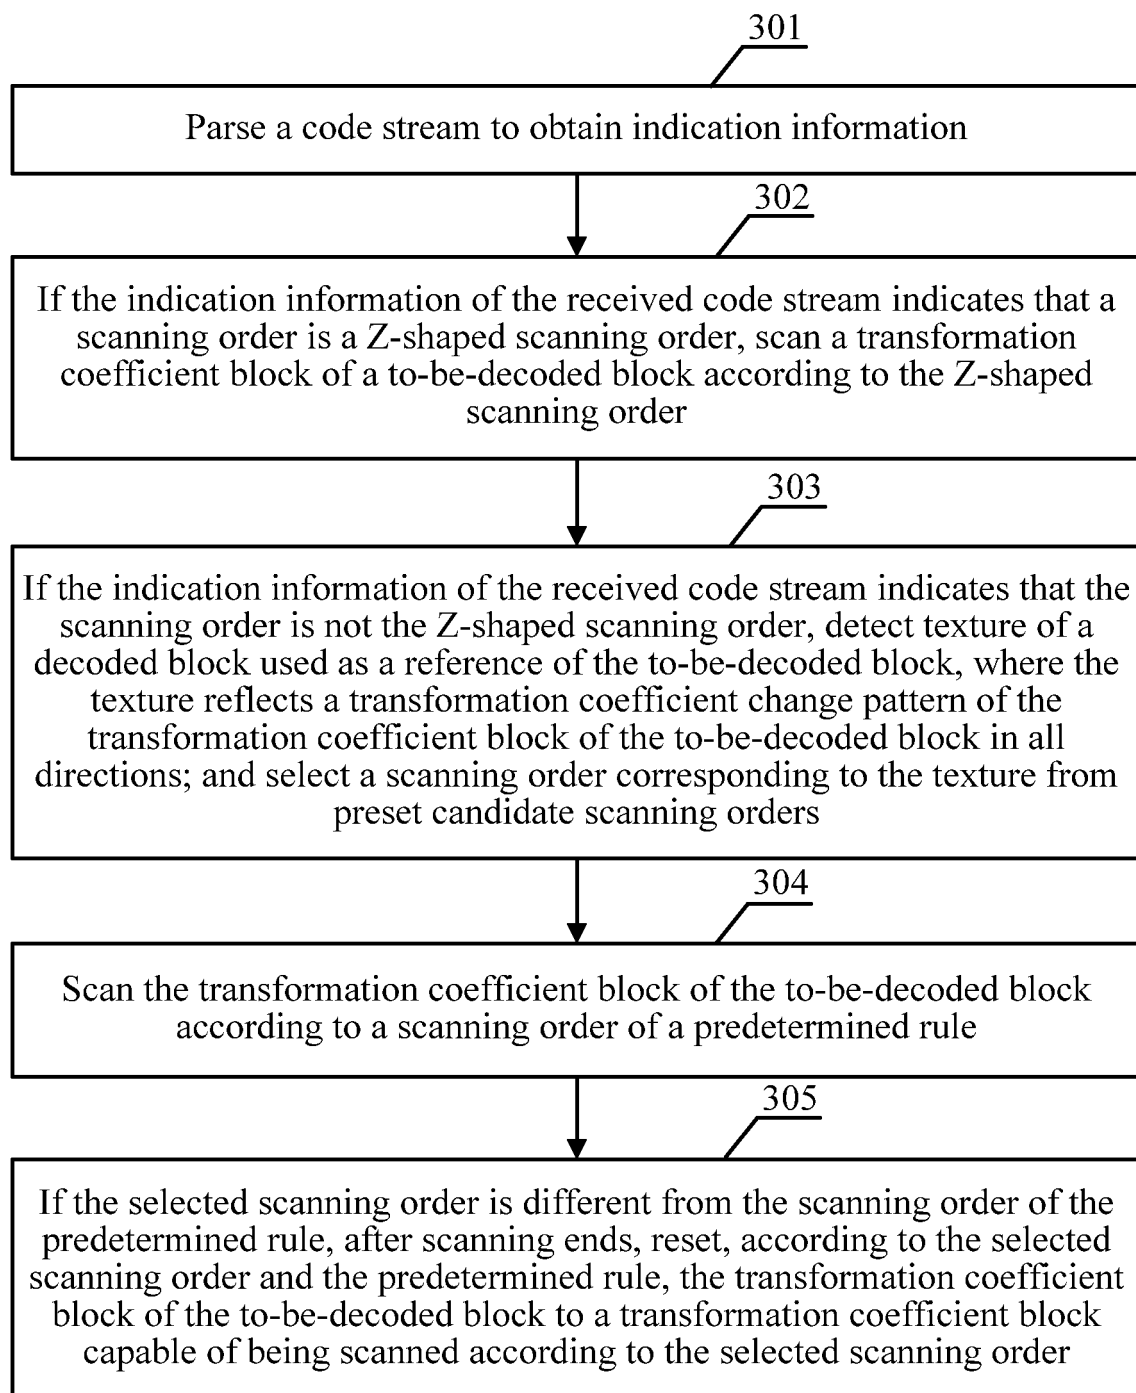 301
Parse a code stream to obtain indication information
302
If the indication information of the received code stream indicates that a
scanning order is a Z-shaped scanning order, scan a transformation
coefficient block of a to-be-decoded block according to the Z-shaped
scanning order
303
If the indication information of the received code stream indicates that the
scanning order is not the Z-shaped scanning order, detect texture of a
decoded block used as a reference of the to-be-decoded block, where the
texture reflects a transformation coefficient change pattern of the
transformation coefficient block of the to-be-decoded block in all
directions; and select a scanning order corresponding to the texture from
preset candidate scanning orders
304
Scan the transformation coefficient block of the to-be-decoded block
according to a scanning order of a predetermined rule
305
If the selected scanning order is different from the scanning order of the
predetermined rule, after scanning ends, reset, according to the selected
scanning order and the predetermined rule, the transformation coefficient
block of the to-be-decoded block to a transformation coefficient block
capable of being scanned according to the selected scanning order